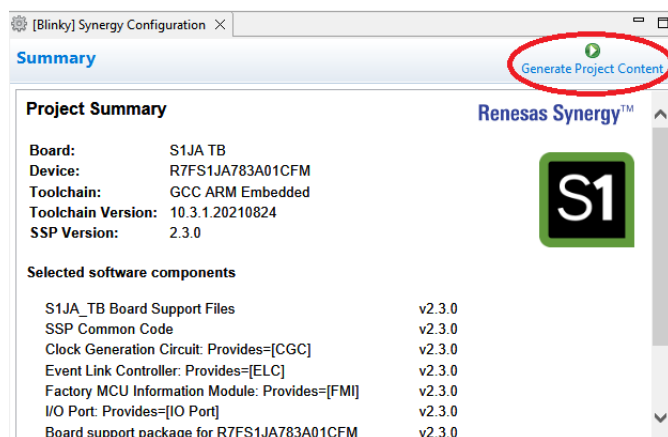 [Blinky] Synergy Configuration
Summary
Generate Project Content
Project Summary
Renesas Synergy™
Board: S1JA TB
Device: R7FS1JA783A01CFM
Toolchain: GCC ARM Embedded
Toolchain Version: 10.3.1.20210824
SSP Version: 2.3.0
S1
Selected software components
S1JA_TB Board Support Files v2.3.0
SSP Common Code v2.3.0
Clock Generation Circuit: Provides=[CGC] v2.3.0
Event Link Controller: Provides=[ELC] v2.3.0
Factory MCU Information Module: Provides=[FMI] v2.3.0
I/O Port: Provides=[IO Port] v2.3.0
Board support package for R7FS1JA783A01CFM v2.3.0